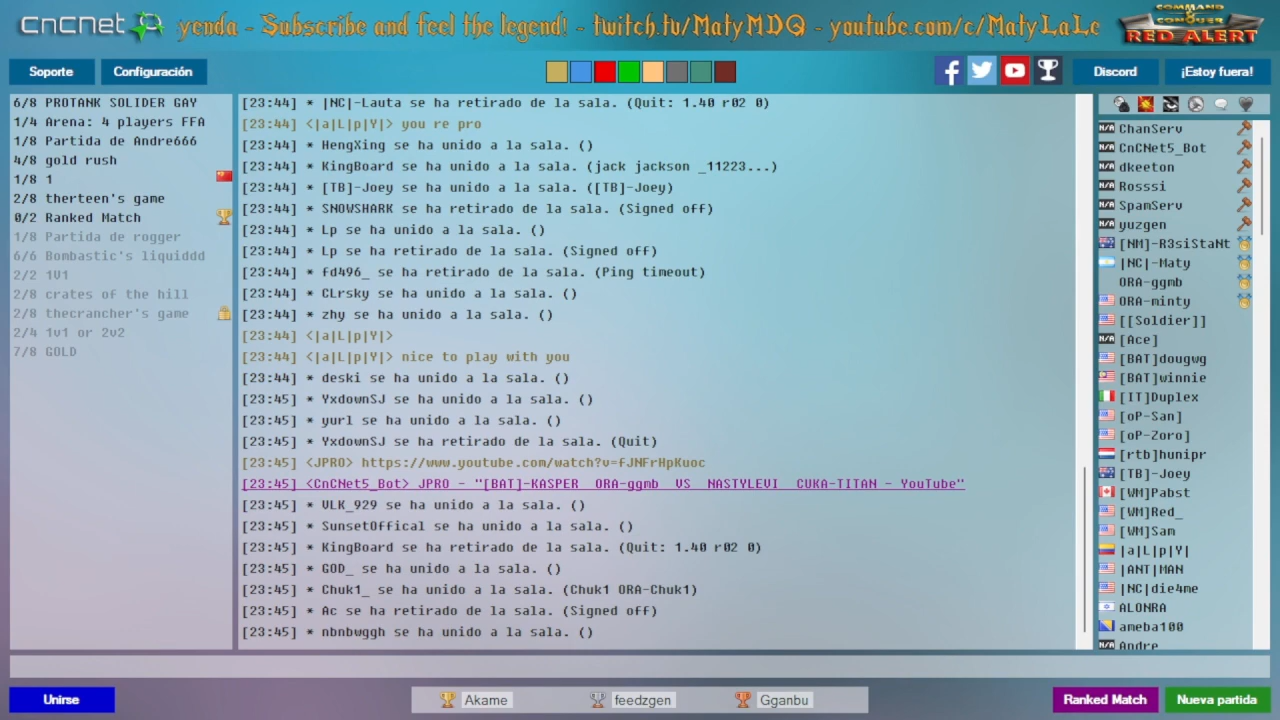 CnCNet
yenda - Subscribe and feel the legend! - twitch.tv/MatyMDQ - youtube.com/c/MatyLaLe
COMMAND & CONQUER
RED ALERT
Soporte
Configuración
Discord
¡Estoy fuera!
6/8 PROTANK SOLIDER GAY
1/4 Arena: 4 players FFA
1/8 Partida de Andre666
4/8 gold rush
1/8 1
2/8 therteen's game
0/2 Ranked Match
1/8 Partida de rogger
6/6 Bombastic's liquiddd
2/2 1V1
2/8 crates of the hill
2/8 thecrancher's game
2/4 1v1 or 2v2
7/8 GOLD
[23:44] * |NC|-Lauta se ha retirado de la sala. (Quit: 1.40 r02 0)
[23:44] <|a|L|p|Y|> you re pro
[23:44] * HengXing se ha unido a la sala. ()
[23:44] * KingBoard se ha unido a la sala. (jack jackson _11223...)
[23:44] * [TB]-Joey se ha unido a la sala. ([TB]-Joey)
[23:44] * SNOWSHARK se ha retirado de la sala. (Signed off)
[23:44] * Lp se ha unido a la sala. ()
[23:44] * Lp se ha retirado de la sala. (Signed off)
[23:44] * fd496_ se ha retirado de la sala. (Ping timeout)
[23:44] * CLrsky se ha unido a la sala. ()
[23:44] * zhy se ha unido a la sala. ()
[23:44] <|a|L|p|Y|>
[23:44] <|a|L|p|Y|> nice to play with you
[23:44] * deski se ha unido a la sala. ()
[23:45] * YxdownSJ se ha unido a la sala. ()
[23:45] * yurl se ha unido a la sala. ()
[23:45] * YxdownSJ se ha retirado de la sala. (Quit)
[23:45] <JPRO> https://www.youtube.com/watch?v=fJNFrHpKuoc
[23:45] <CnCNet5_Bot> JPRO - "[BAT]-KASPER ORA-ggmb VS NASTYLEVI CUKA-TITAN - YouTube"
[23:45] * VLK_929 se ha unido a la sala. ()
[23:45] * SunsetOffical se ha unido a la sala. ()
[23:45] * KingBoard se ha retirado de la sala. (Quit: 1.40 r02 0)
[23:45] * GOD_ se ha unido a la sala. ()
[23:45] * Chuk1_ se ha unido a la sala. (Chuk1 ORA-Chuk1)
[23:45] * Ac se ha retirado de la sala. (Signed off)
[23:45] * nbnbwggh se ha unido a la sala. ()
N/A ChanServ
N/A CnCNet5_Bot
N/A dkeeton
N/A Rosssi
N/A SpamServ
N/A yuzgen
[NM]-R3siStaNt
|NC|-Maty
ORA-ggmb
ORA-minty
[[Soldier]]
N/A [Ace]
[BAT]dougwg
[BAT]winnie
[IT]Duplex
[oP-San]
[oP-Zoro]
[rtb]hunipr
[TB]-Joey
[WM]Pabst
[WM]Red_
[WM]Sam
|a|L|p|Y|
|ANT|MAN
|NC|die4me
ALONRA
ameba100
N/A Andre
Unirse
Akame
feedzgen
Gganbu
Ranked Match
Nueva partida